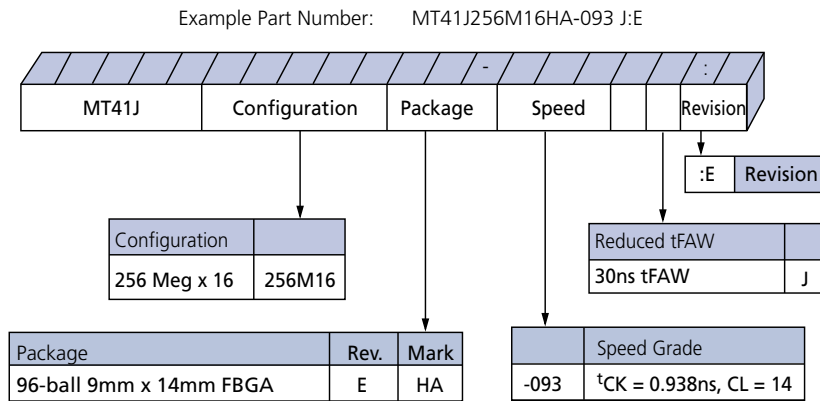 Example Part Number: MT41J256M16HA-093 J:E
- :
MT41J Configuration Package Speed Revision
:E Revision
Configuration
256 Meg x 16 256M16
Reduced tFAW
30ns tFAW J
Package Rev. Mark
96-ball 9mm x 14mm FBGA E HA
Speed Grade
-093 tCK = 0.938ns, CL = 14